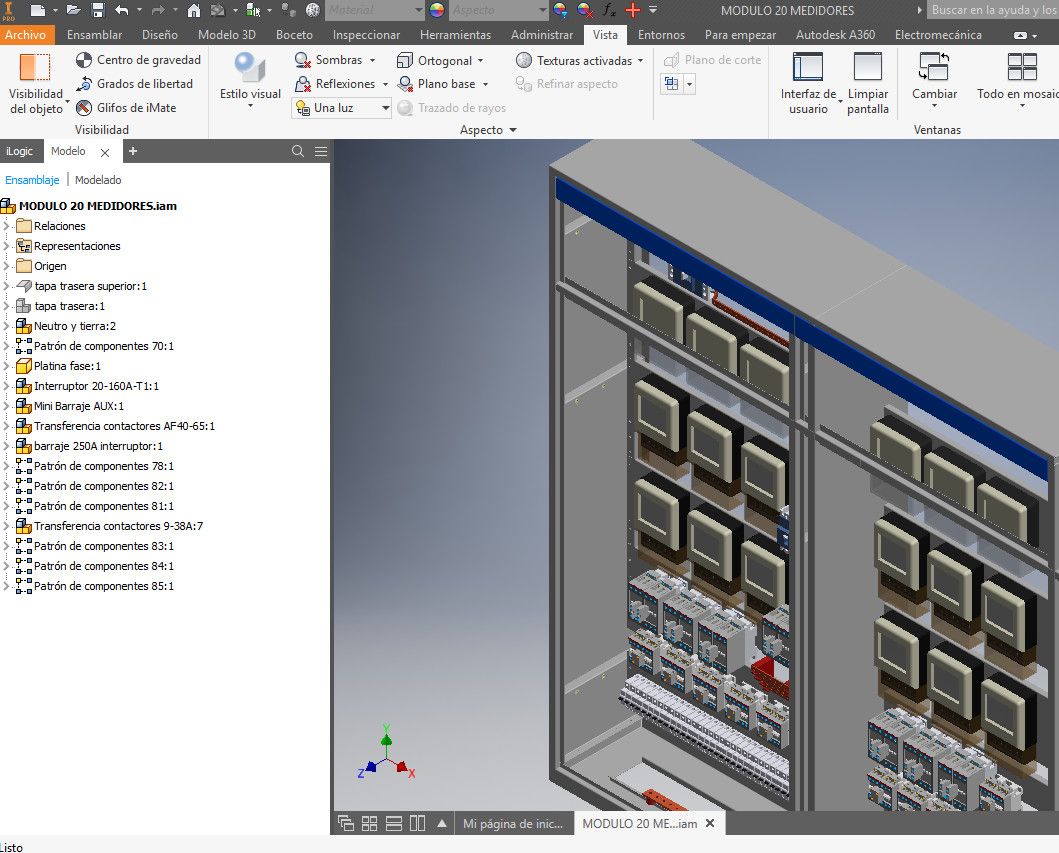 PRO
Material
Aspecto
fx
MODULO 20 MEDIDORES
Buscar en la ayuda y los
Archivo Ensamblar Diseño Modelo 3D Boceto Inspeccionar Herramientas Administrar Vista Entornos Para empezar Autodesk A360 Electromecánica
Visibilidad del objeto
Centro de gravedad
Grados de libertad
Glifos de iMate
Visibilidad
Estilo visual
Sombras
Reflexiones
Una luz
Ortogonal
Plano base
Trazado de rayos
Texturas activadas
Refinar aspecto
Aspecto
Plano de corte
Interfaz de usuario
Limpiar pantalla
Cambiar
Todo en mosaic
Ventanas
iLogic Modelo
Ensamblaje | Modelado
MODULO 20 MEDIDORES.iam
Relaciones
Representaciones
Origen
tapa trasera superior:1
tapa trasera:1
Neutro y tierra:2
Patrón de componentes 70:1
Platina fase:1
Interruptor 20-160A-T1:1
Mini Barraje AUX:1
Transferencia contactores AF40-65:1
barraje 250A interruptor:1
Patrón de componentes 78:1
Patrón de componentes 82:1
Patrón de componentes 81:1
Transferencia contactores 9-38A:7
Patrón de componentes 83:1
Patrón de componentes 84:1
Patrón de componentes 85:1
Y
Z
X
Mi página de inic... MODULO 20 ME...iam
Listo